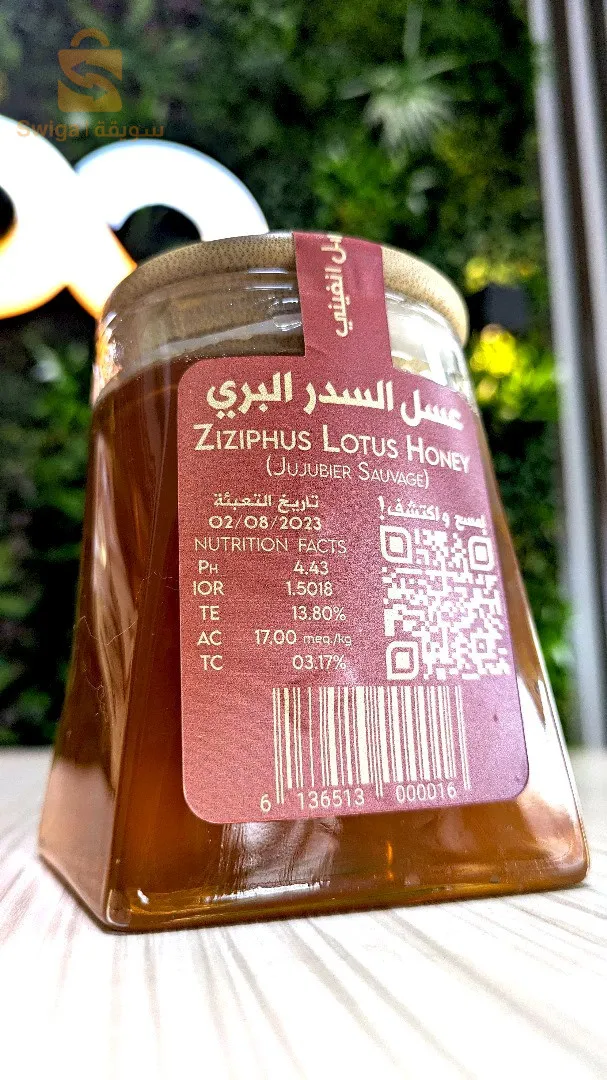 Swiga | سويقة
الفيني
عسل السدر البري
ZIZIPHUS LOTUS HONEY
(JUJUBIER SAUVAGE)
تاريخ التعبئة
02/08/2023
إمسح و اكتشف !
NUTRITION FACTS
PH 4.43
IOR 1.5018
TE 13.80%
AC 17,00 meq./kg
TC 03.17%
6 136513 000016